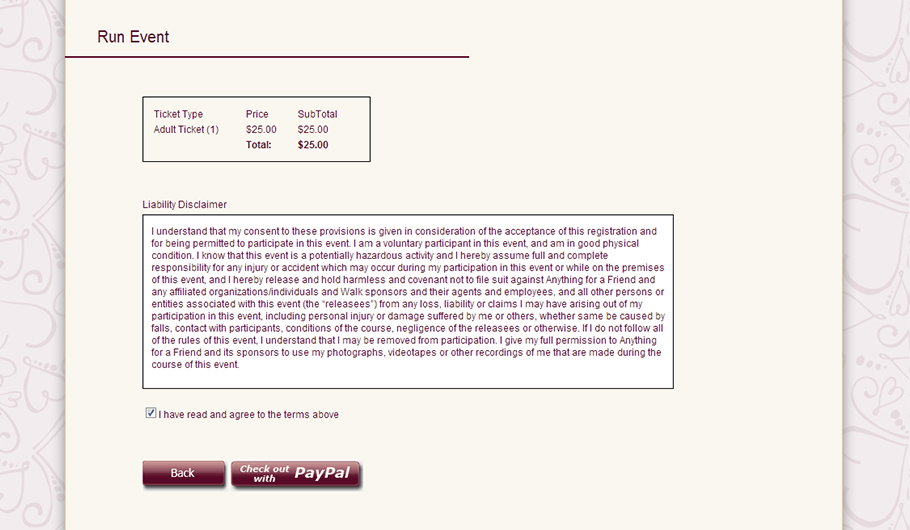 Run Event
Ticket Type Price SubTotal
Adult Ticket (1) $25.00 $25.00
Total: $25.00
Liability Disclaimer
I understand that my consent to these provisions is given in consideration of the acceptance of this registration and
for being permitted to participate in this event. I am a voluntary participant in this event, and am in good physical
condition. I know that this event is a potentially hazardous activity and I hereby assume full and complete
responsibility for any injury or accident which may occur during my participation in this event or while on the premises
of this event, and I hereby release and hold harmless and covenant not to file suit against Anything for a Friend and
any affiliated organizations/individuals and Walk sponsors and their agents and employees, and all other persons or
entities associated with this event (the “releasees”) from any loss, liability or claims I may have arising out of my
participation in this event, including personal injury or damage suffered by me or others, whether same be caused by
falls, contact with participants, conditions of the course, negligence of the releasees or otherwise. If I do not follow all
of the rules of this event, I understand that I may be removed from participation. I give my full permission to Anything
for a Friend and its sponsors to use my photographs, videotapes or other recordings of me that are made during the
course of this event.
I have read and agree to the terms above
Back
Check out
with PayPal